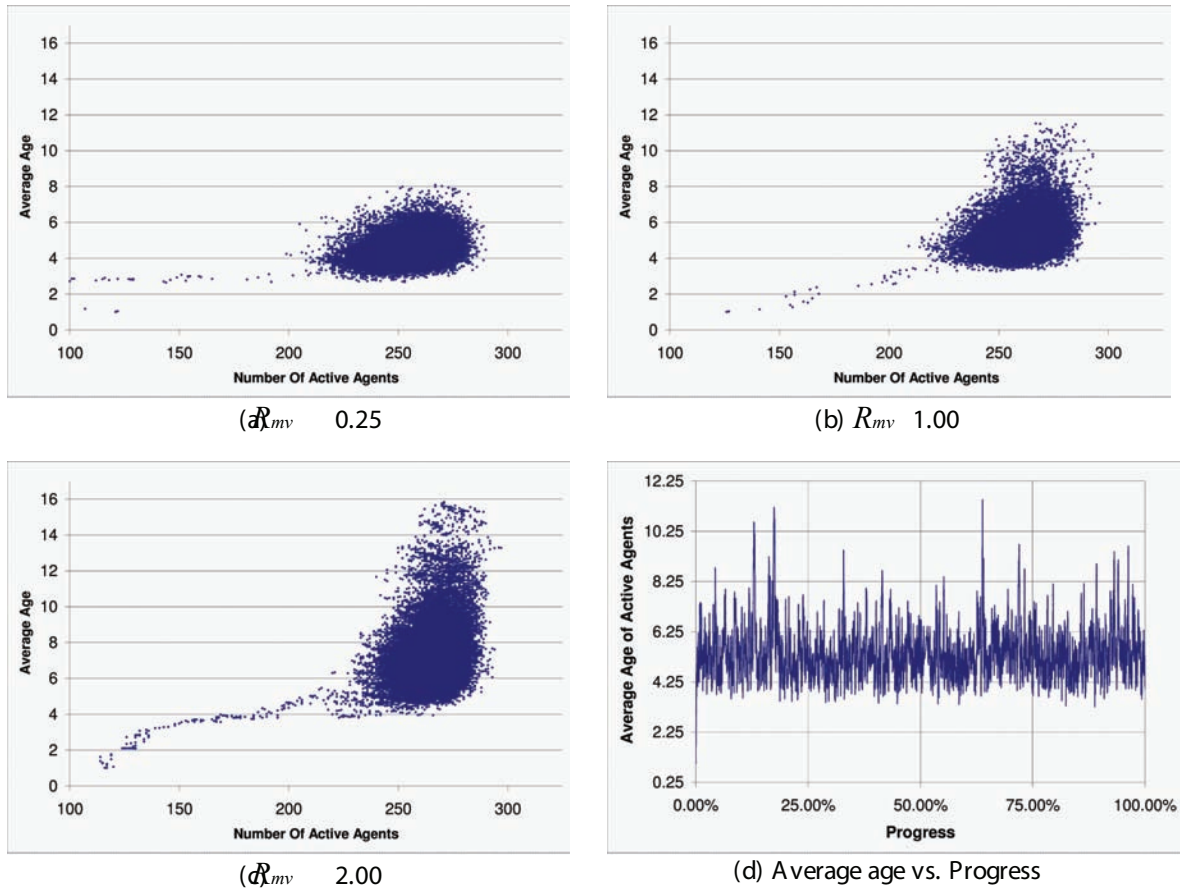 16
14
12
10
8
6
4
2
0
Average Age
100 150 200 250 300
Number Of Active Agents
(a) Rmv 0.25
16
14
12
10
8
6
4
2
0
Average Age
100 150 200 250 300
Number Of Active Agents
(b) Rmv 1.00
16
14
12
10
8
6
4
2
0
Average Age
100 150 200 250 300
Number Of Active Agents
(c) Rmv 2.00
12.25
10.25
8.25
6.25
4.25
2.25
0.25
Average Age of Active Agents
0.00% 25.00% 50.00% 75.00% 100.00%
Progress
(d) Average age vs. Progress